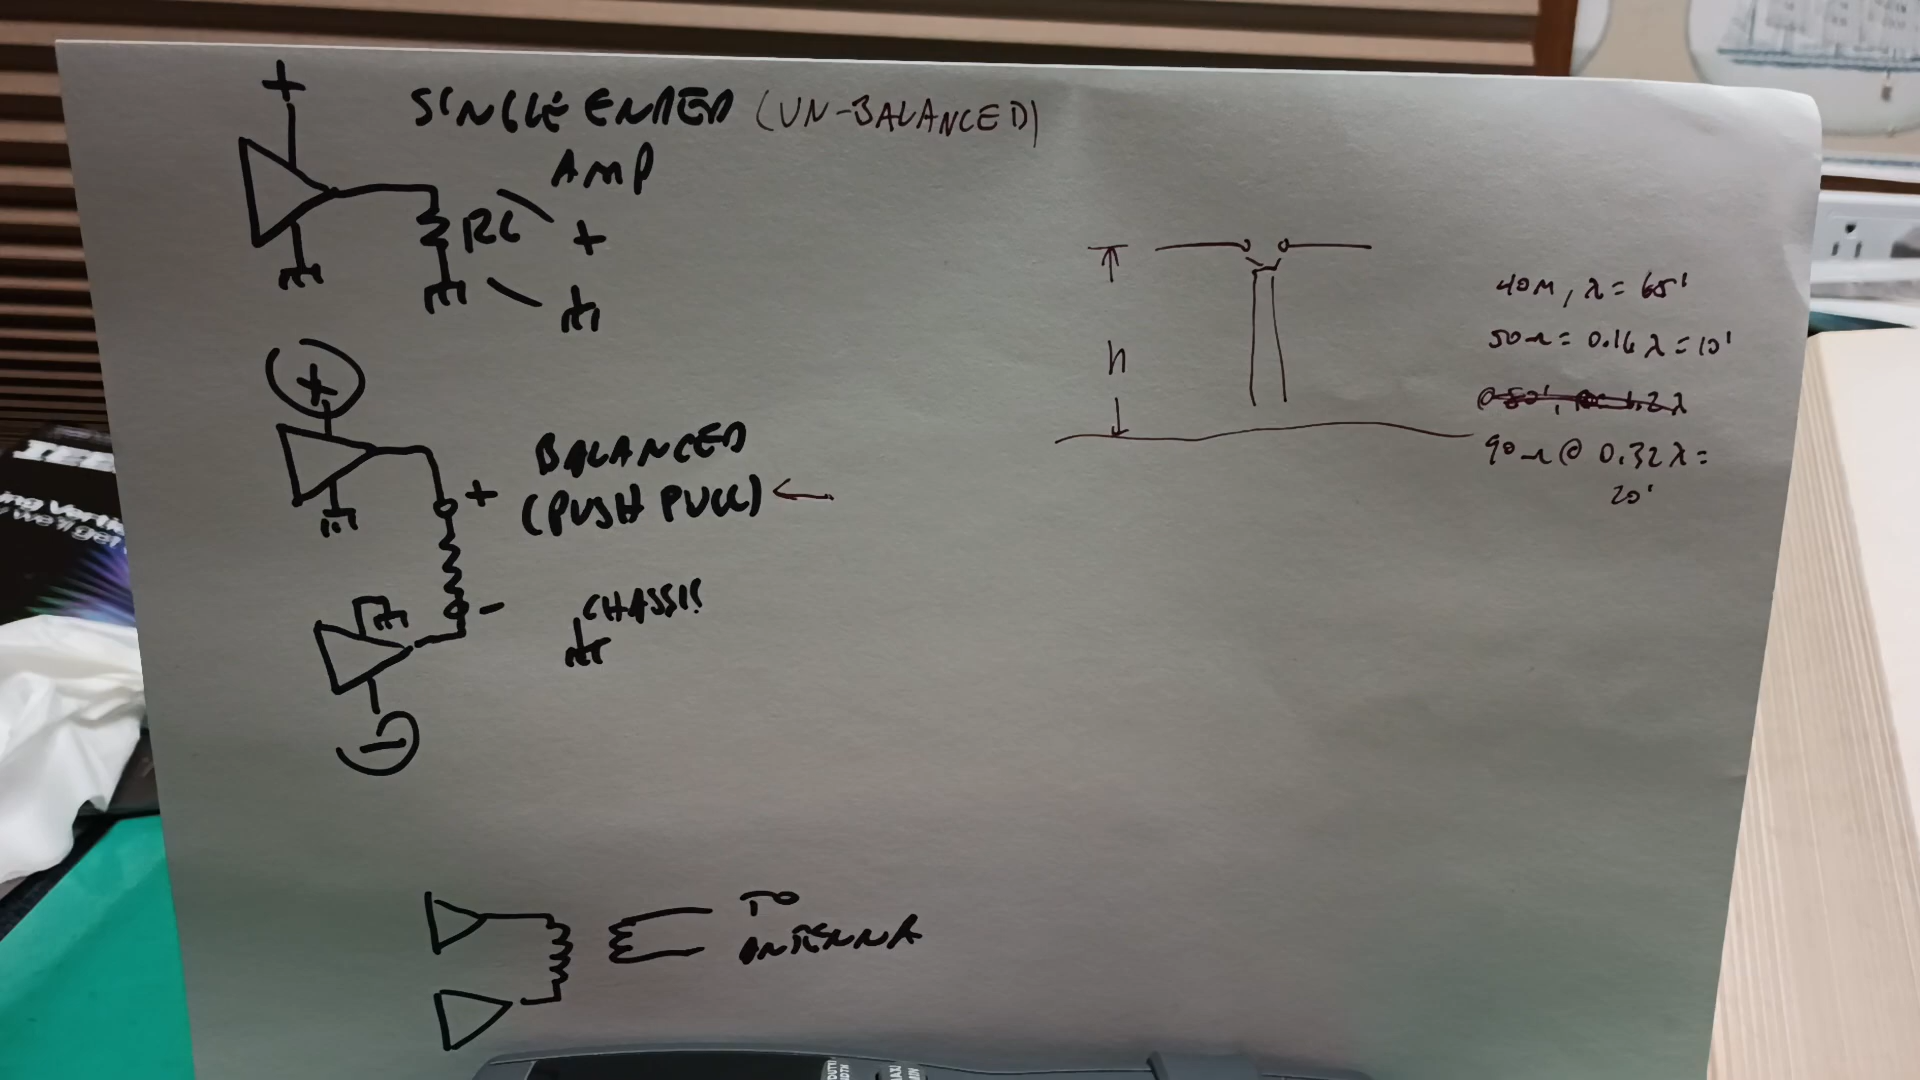 +
SINGLE ENDED (UN-BALANCED)
AMP
RL
+
+
BALANCED
(PUSH PULL)
+
-
CHASSIS
-
TO
ANTENNA
h
40M, λ = 65'
50Ω = 0.16 λ = 10'
90Ω @ 0.32 λ =
20'